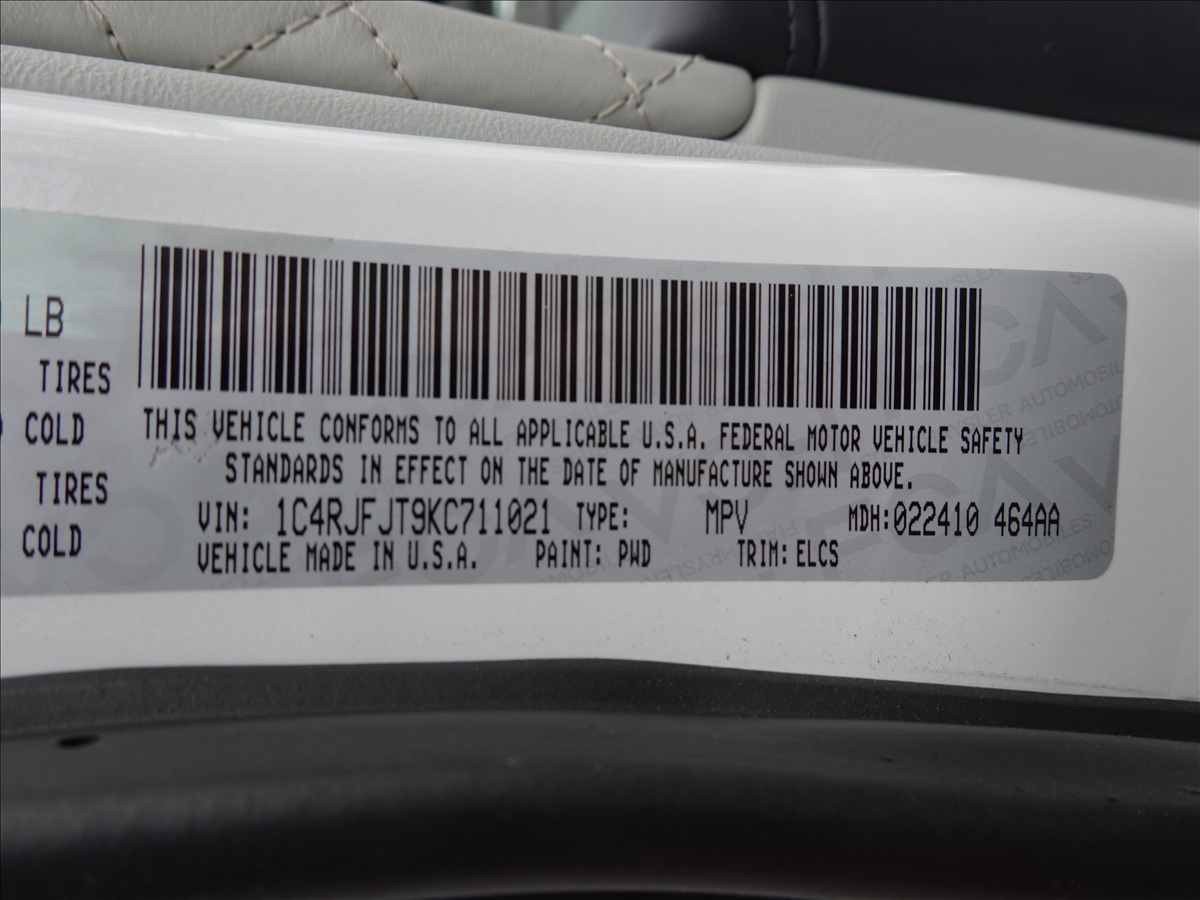 LB
TIRES
COLD
TIRES
COLD
THIS VEHICLE CONFORMS TO ALL APPLICABLE U.S.A. FEDERAL MOTOR VEHICLE SAFETY
STANDARDS IN EFFECT ON THE DATE OF MANUFACTURE SHOWN ABOVE.
VIN: 1C4RJFJT9KC711021 TYPE: MPV MDH:022410 464AA
VEHICLE MADE IN U.S.A. PAINT: PWD TRIM: ELCS